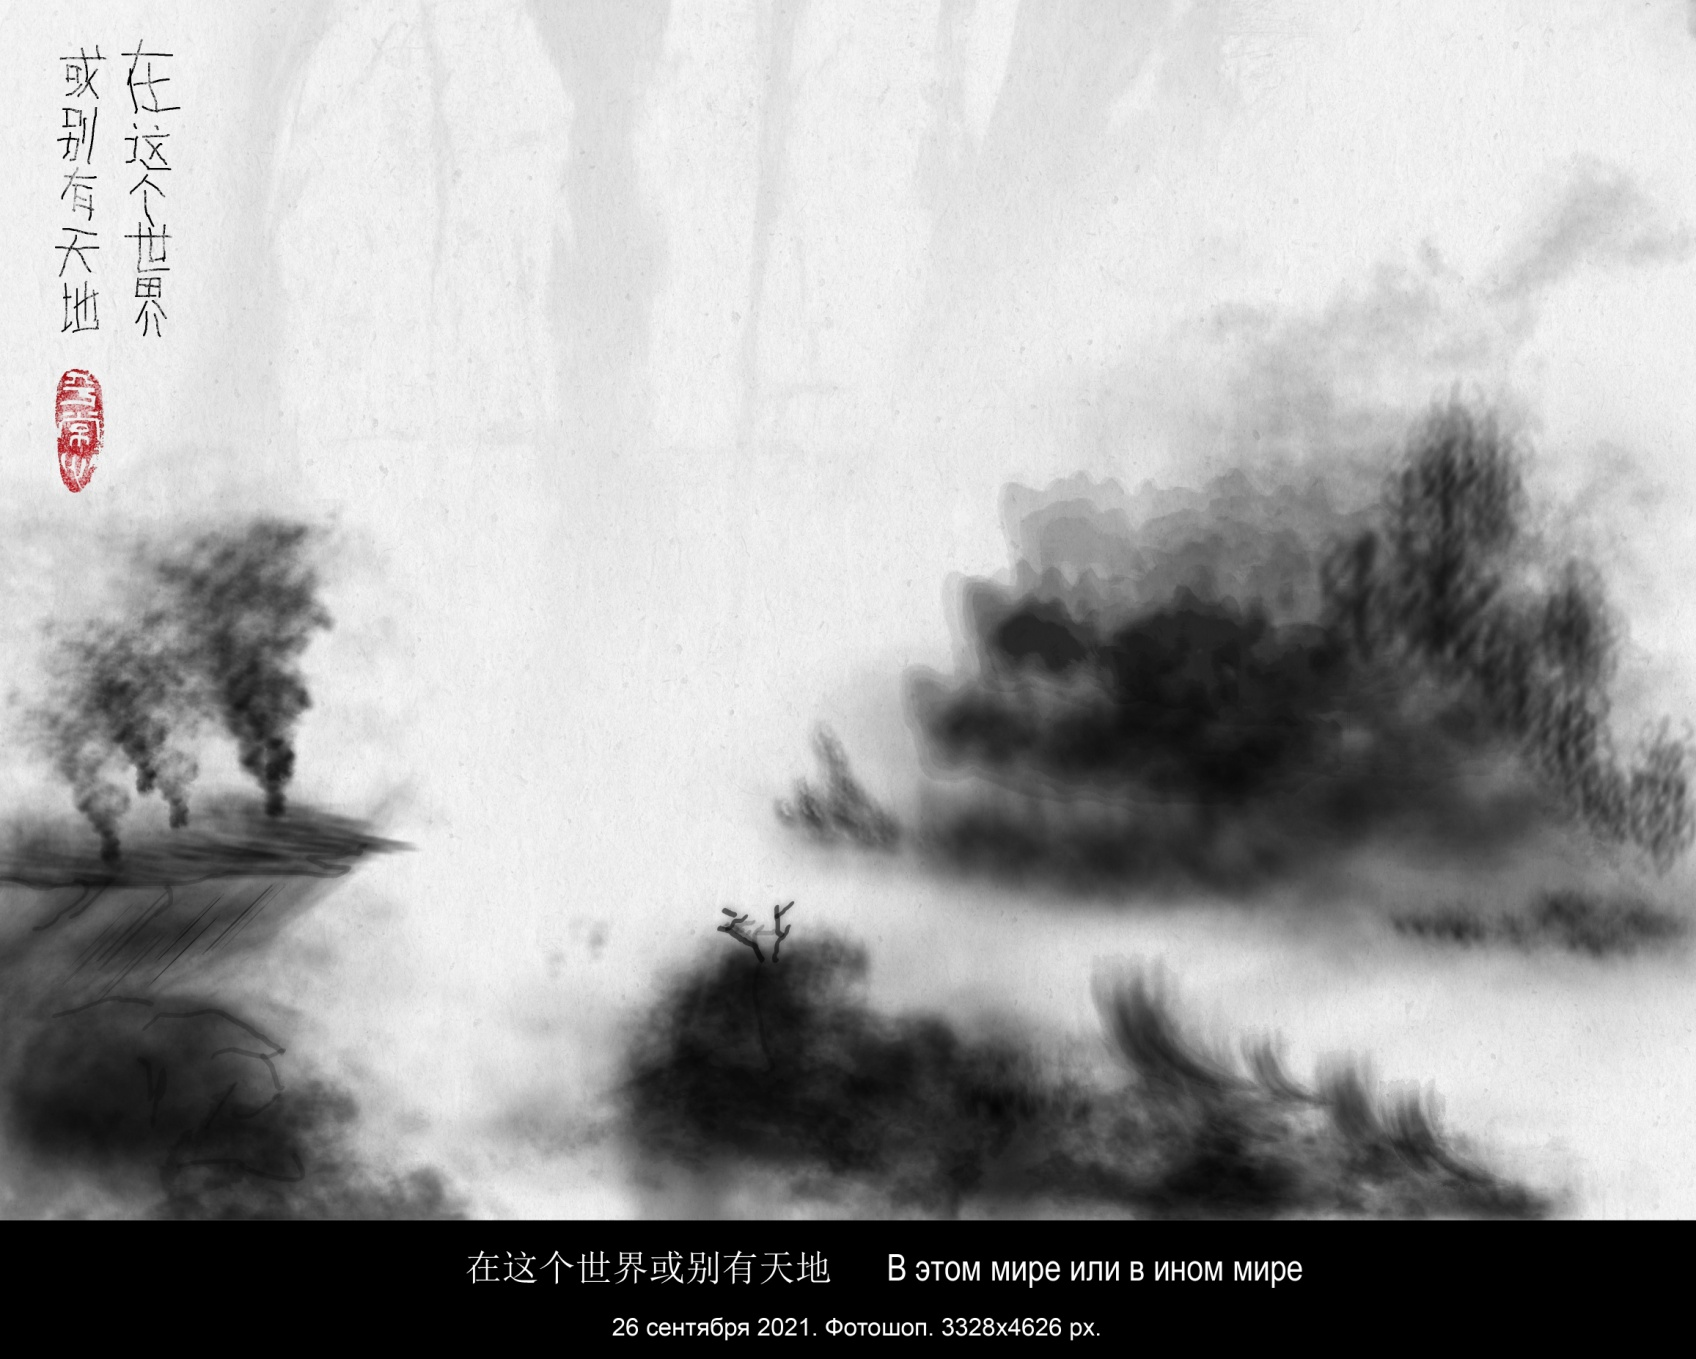 在这个世界
或别有天地
在这个世界或别有天地 В этом мире или в ином мире
26 сентября 2021. Фотошоп. 3328x4626 px.